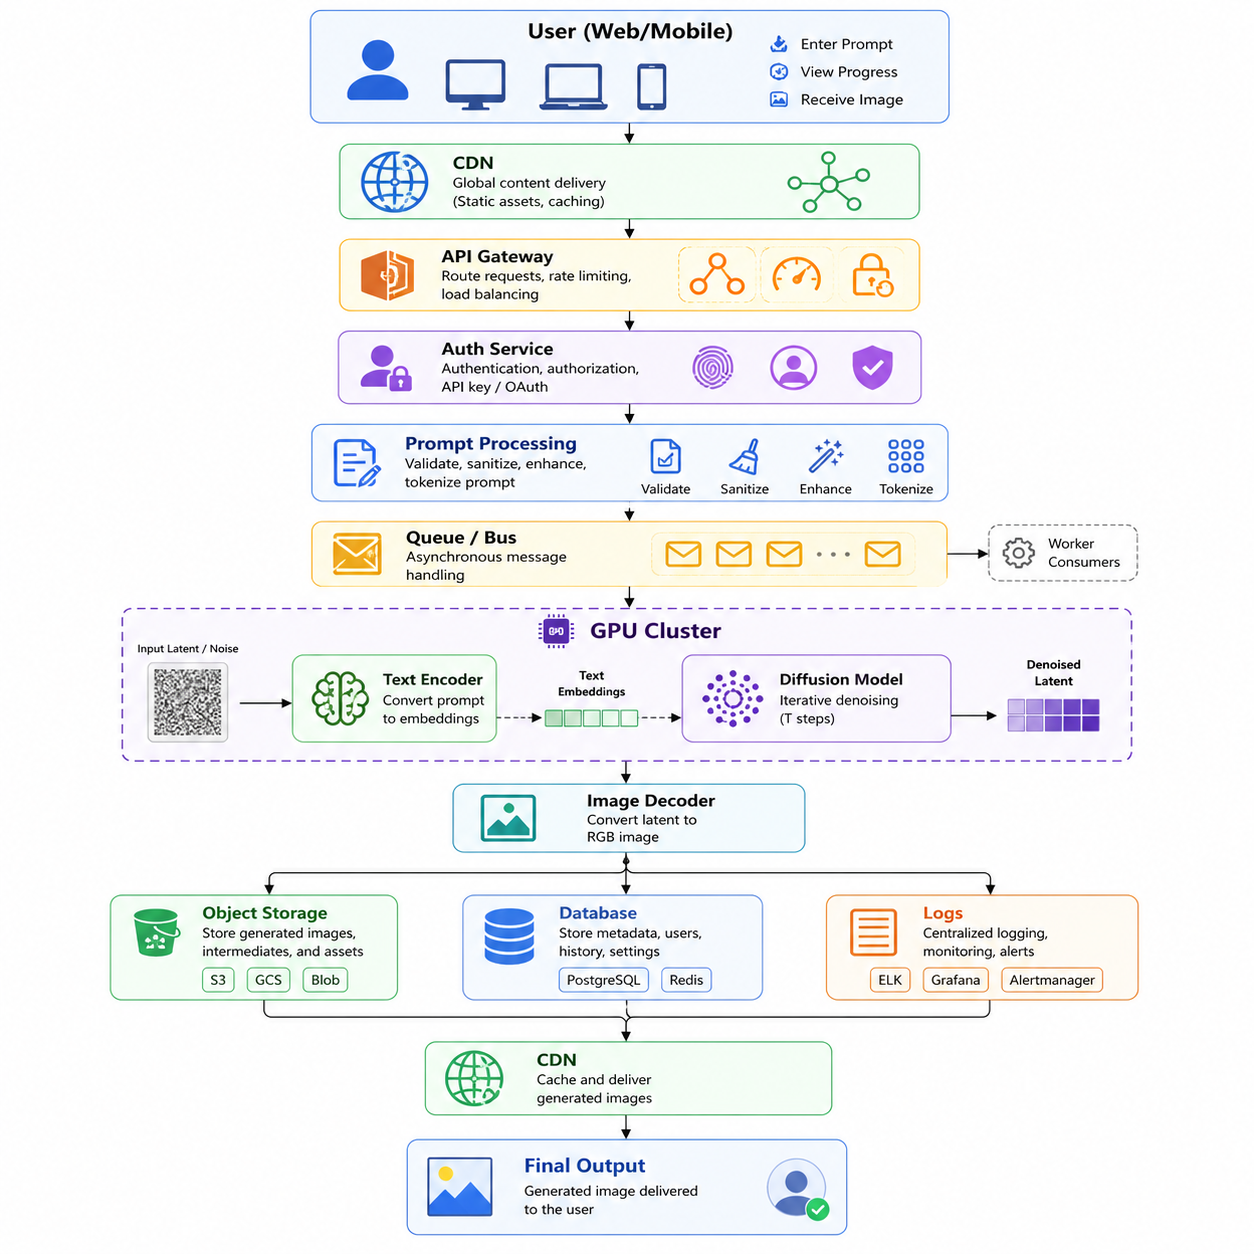 User (Web/Mobile)
Enter Prompt
View Progress
Receive Image
CDN
Global content delivery
(Static assets, caching)
API Gateway
Route requests, rate limiting,
load balancing
Auth Service
Authentication, authorization,
API key / OAuth
Prompt Processing
Validate, sanitize, enhance,
tokenize prompt
Validate
Sanitize
Enhance
Tokenize
Queue / Bus
Asynchronous message
handling
Worker
Consumers
GPU Cluster
Input Latent / Noise
Text Encoder
Convert prompt
to embeddings
Text
Embeddings
Diffusion Model
Iterative denoising
(T steps)
Denoised
Latent
Image Decoder
Convert latent to
RGB image
Object Storage
Store generated images,
intermediates, and assets
S3
GCS
Blob
Database
Store metadata, users,
history, settings
PostgreSQL
Redis
Logs
Centralized logging,
monitoring, alerts
ELK
Grafana
Alertmanager
CDN
Cache and deliver
generated images
Final Output
Generated image delivered
to the user